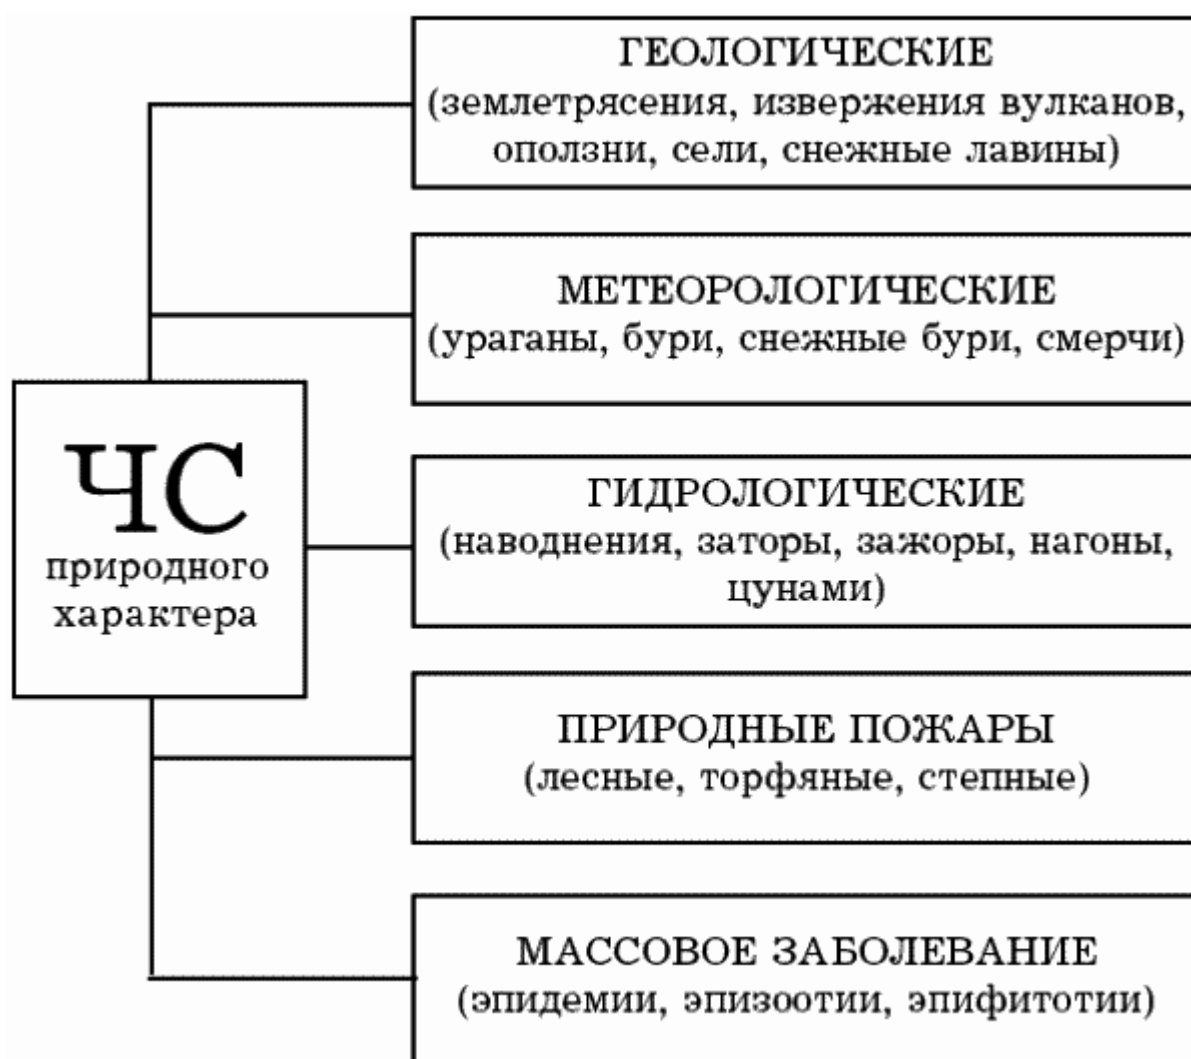 ГЕОЛОГИЧЕСКИЕ
(землетрясения, извержения вулканов,
оползни, сели, снежные лавины)
МЕТЕОРОЛОГИЧЕСКИЕ
(ураганы, бури, снежные бури, смерчи)
ЧС
природного
характера
ГИДРОЛОГИЧЕСКИЕ
(наводнения, заторы, зажоры, нагоны,
цунами)
ПРИРОДНЫЕ ПОЖАРЫ
(лесные, торфяные, степные)
МАССОВОЕ ЗАБОЛЕВАНИЕ
(эпидемии, эпизоотии, эпифитотии)